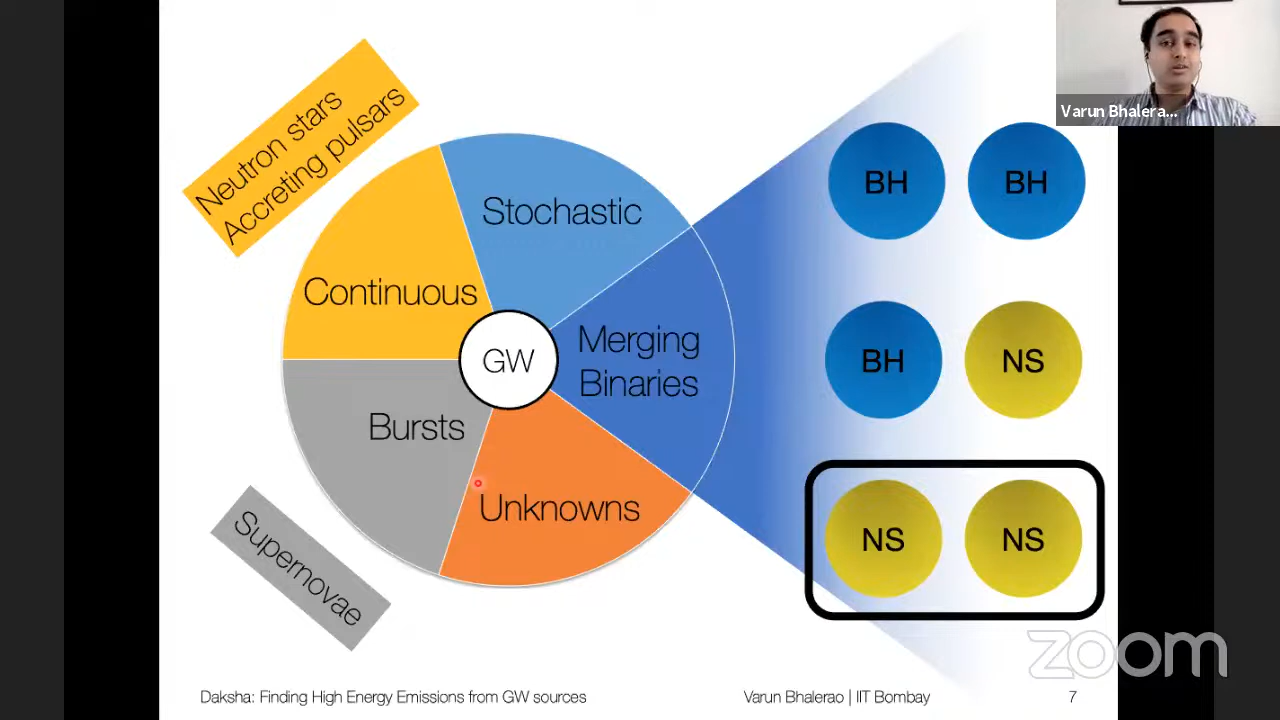 Varun Bhalera...
Neutron stars
Accreting pulsars
Stochastic
Continuous
GW
Merging
Binaries
Bursts
Unknowns
Supernovae
BH
BH
BH
NS
NS
NS
zoom
Daksha: Finding High Energy Emissions from GW sources
Varun Bhalerao | IIT Bombay
7